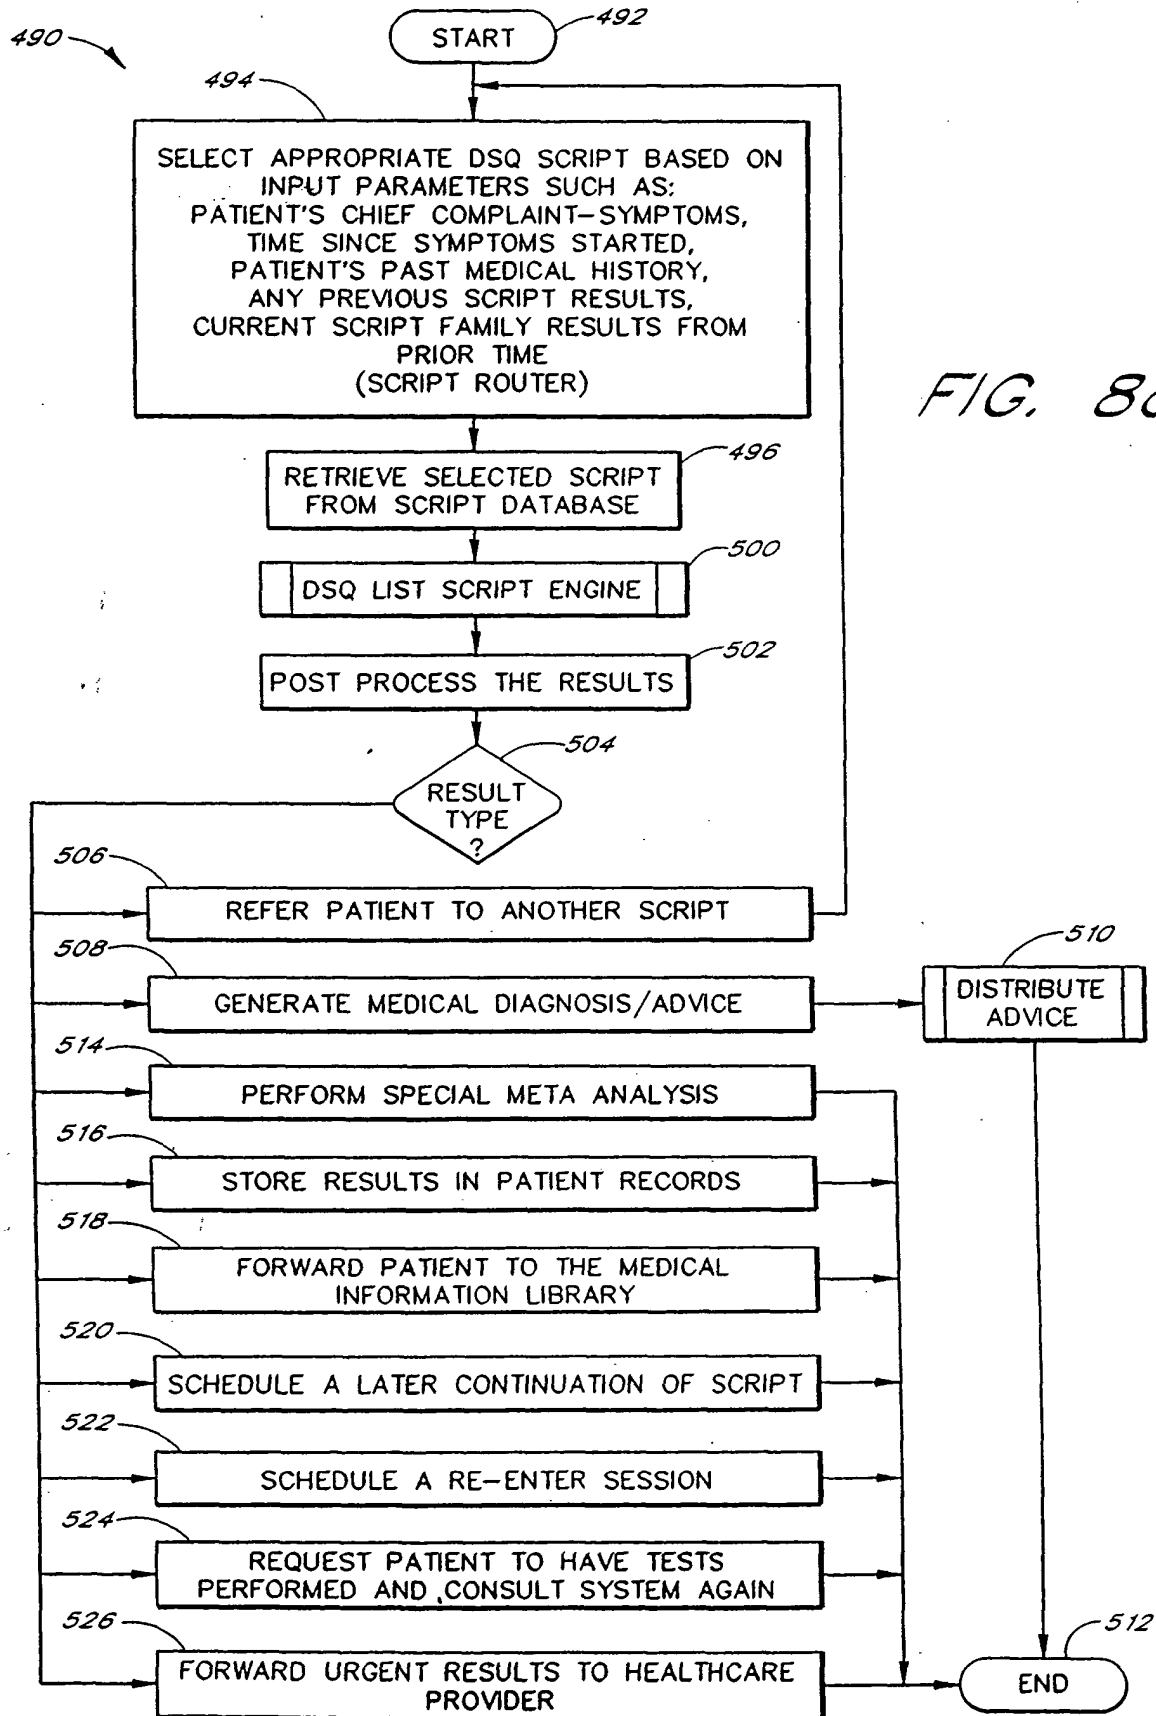 490
START
492
494
SELECT APPROPRIATE DSQ SCRIPT BASED ON
INPUT PARAMETERS SUCH AS:
PATIENT'S CHIEF COMPLAINT-SYMPTOMS,
TIME SINCE SYMPTOMS STARTED,
PATIENT'S PAST MEDICAL HISTORY,
ANY PREVIOUS SCRIPT RESULTS,
CURRENT SCRIPT FAMILY RESULTS FROM
PRIOR TIME
(SCRIPT ROUTER)
FIG.
496
RETRIEVE SELECTED SCRIPT
FROM SCRIPT DATABASE
500
DSQ LIST SCRIPT ENGINE
502
POST PROCESS THE RESULTS
504
RESULT
TYPE
?
506
REFER PATIENT TO ANOTHER SCRIPT
508
GENERATE MEDICAL DIAGNOSIS/ADVICE
510
DISTRIBUTE
ADVICE
514
PERFORM SPECIAL META ANALYSIS
516
STORE RESULTS IN PATIENT RECORDS
518
FORWARD PATIENT TO THE MEDICAL
INFORMATION LIBRARY
520
SCHEDULE A LATER CONTINUATION OF SCRIPT
522
SCHEDULE A RE-ENTER SESSION
524
REQUEST PATIENT TO HAVE TESTS
PERFORMED AND CONSULT SYSTEM AGAIN
526
FORWARD URGENT RESULTS TO HEALTHCARE
PROVIDER
512
END